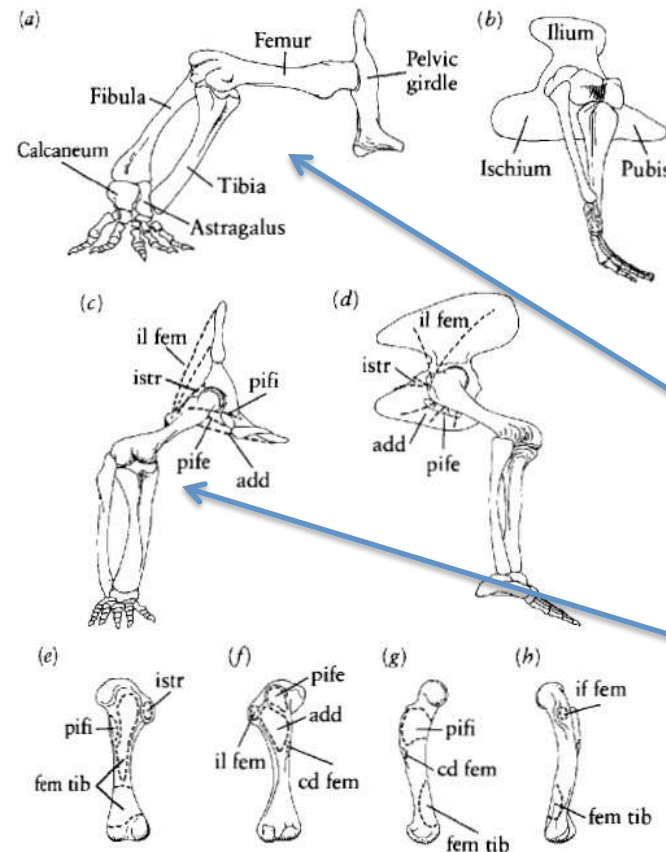 (a)
Femur
Pelvic
girdle
Fibula
Calcaneum
Tibia
Astragalus
(b)
Ilium
Ischium
Pubis
(c)
il fem
istr
pifi
pife
add
(d)
il fem
istr
add
pife
(e)
istr
pifi
fem tib
(f)
pife
add
il fem
cd fem
(g)
pifi
cd fem
fem tib
(h)
if fem
fem tib